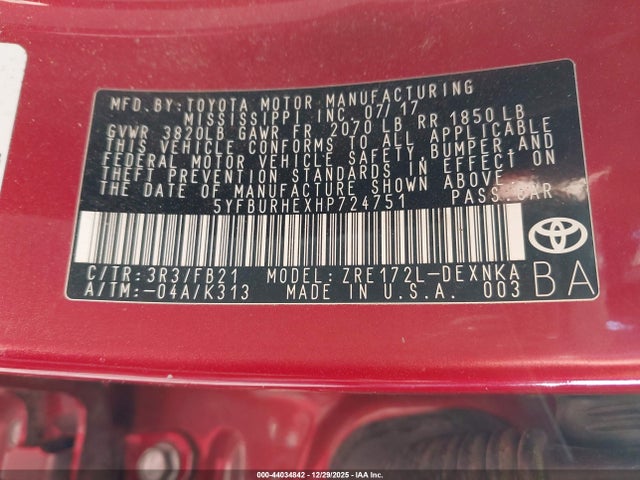 MFD. BY: TOYOTA MOTOR MANUFACTURING
MISSISSIPPI INC. 07/17
GVWR 3820LB GAWR FR 2070 LB RR 1850 LB
THIS VEHICLE CONFORMS TO ALL APPLICABLE
FEDERAL MOTOR VEHICLE SAFETY, BUMPER, AND
THEFT PREVENTION STANDARDS IN EFFECT ON
THE DATE OF MANUFACTURE SHOWN ABOVE.
5YFBURHEXHP724751 PASS. CAR
C/TR: 3R3/FB21 MODEL: ZRE172L-DEXNKA
A/TM: -04A/K313 MADE IN U.S.A. 003
BA
000-44034842 | 12/29/2025 - IAA Inc.